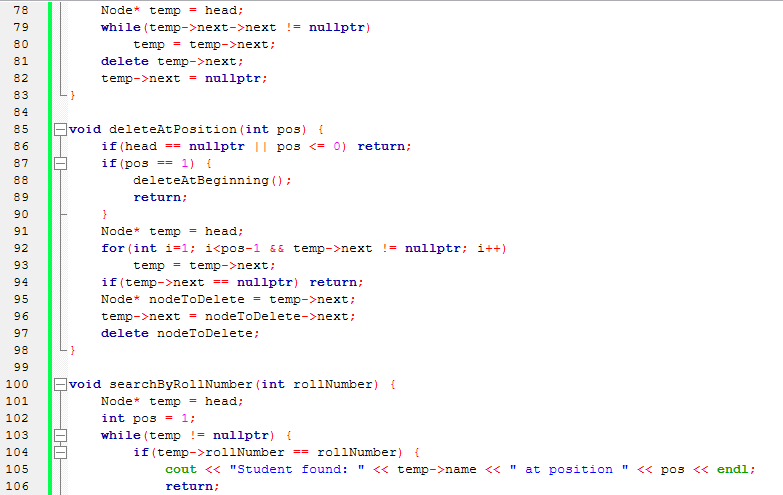 78 Node* temp = head;
79 while(temp->next->next != nullptr)
80 temp = temp->next;
81 delete temp->next;
82 temp->next = nullptr;
83 }
84
85 void deleteAtPosition(int pos) {
86 if(head == nullptr || pos <= 0) return;
87 if(pos == 1) {
88 deleteAtBeginning();
89 return;
90 }
91 Node* temp = head;
92 for(int i=1; i<pos-1 && temp->next != nullptr; i++)
93 temp = temp->next;
94 if(temp->next == nullptr) return;
95 Node* nodeToDelete = temp->next;
96 temp->next = nodeToDelete->next;
97 delete nodeToDelete;
98 }
99
100 void searchByRollNumber(int rollNumber) {
101 Node* temp = head;
102 int pos = 1;
103 while(temp != nullptr) {
104 if(temp->rollNumber == rollNumber) {
105 cout << "Student found: " << temp->name << " at position " << pos << endl;
106 return;